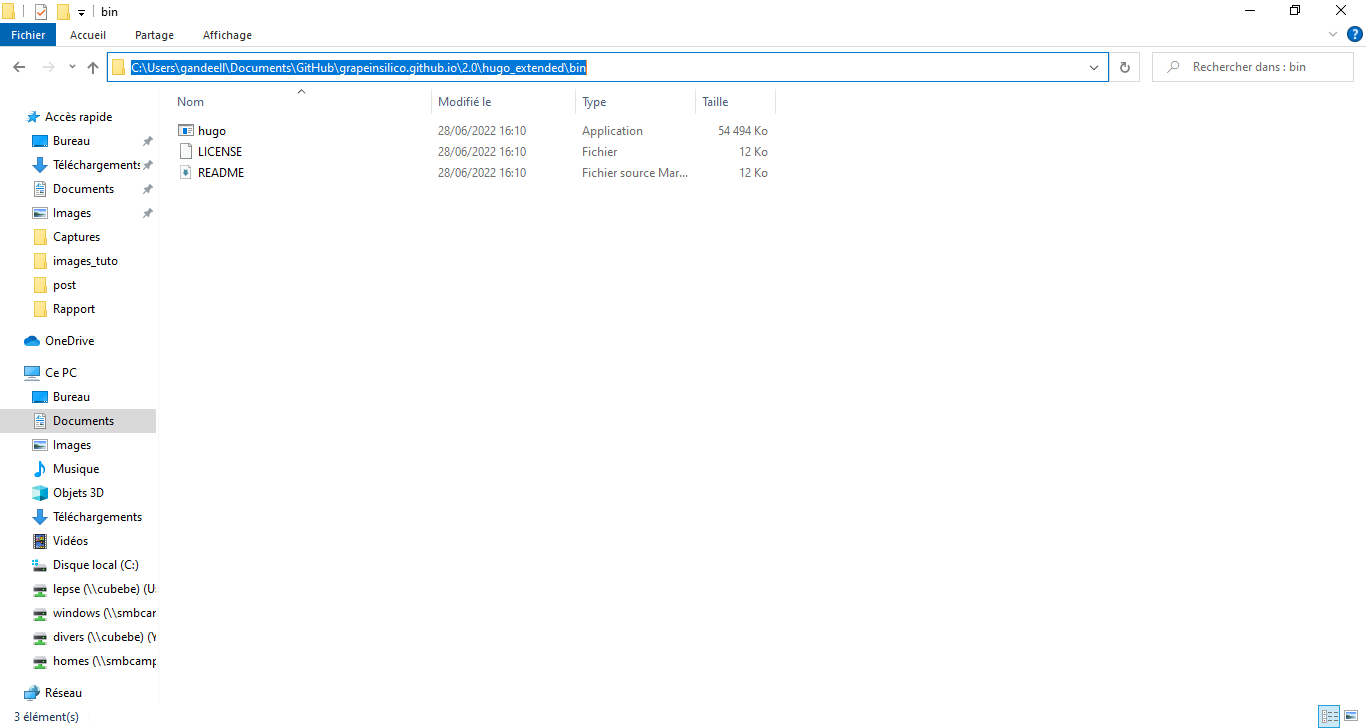 bin
Fichier Accueil Partage Affichage ?
C:\Users\gandeell\Documents\GitHub\grapeinsilico.github.io\2.0\hugo_extended\bin Rechercher dans : bin
Nom Modifié le Type Taille
hugo 28/06/2022 16:10 Application 54 494 Ko
LICENSE 28/06/2022 16:10 Fichier 12 Ko
README 28/06/2022 16:10 Fichier source Mar... 12 Ko
Accès rapide
Bureau
Téléchargements
Documents
Images
Captures
images_tuto
post
Rapport
OneDrive
Ce PC
Bureau
Documents
Images
Musique
Objets 3D
Téléchargements
Vidéos
Disque local (C:)
lepse (\\cubebe) (U:
windows (\\smbcam
divers (\\cubebe) (Y
homes (\\smbcamp
Réseau
3 élément(s)